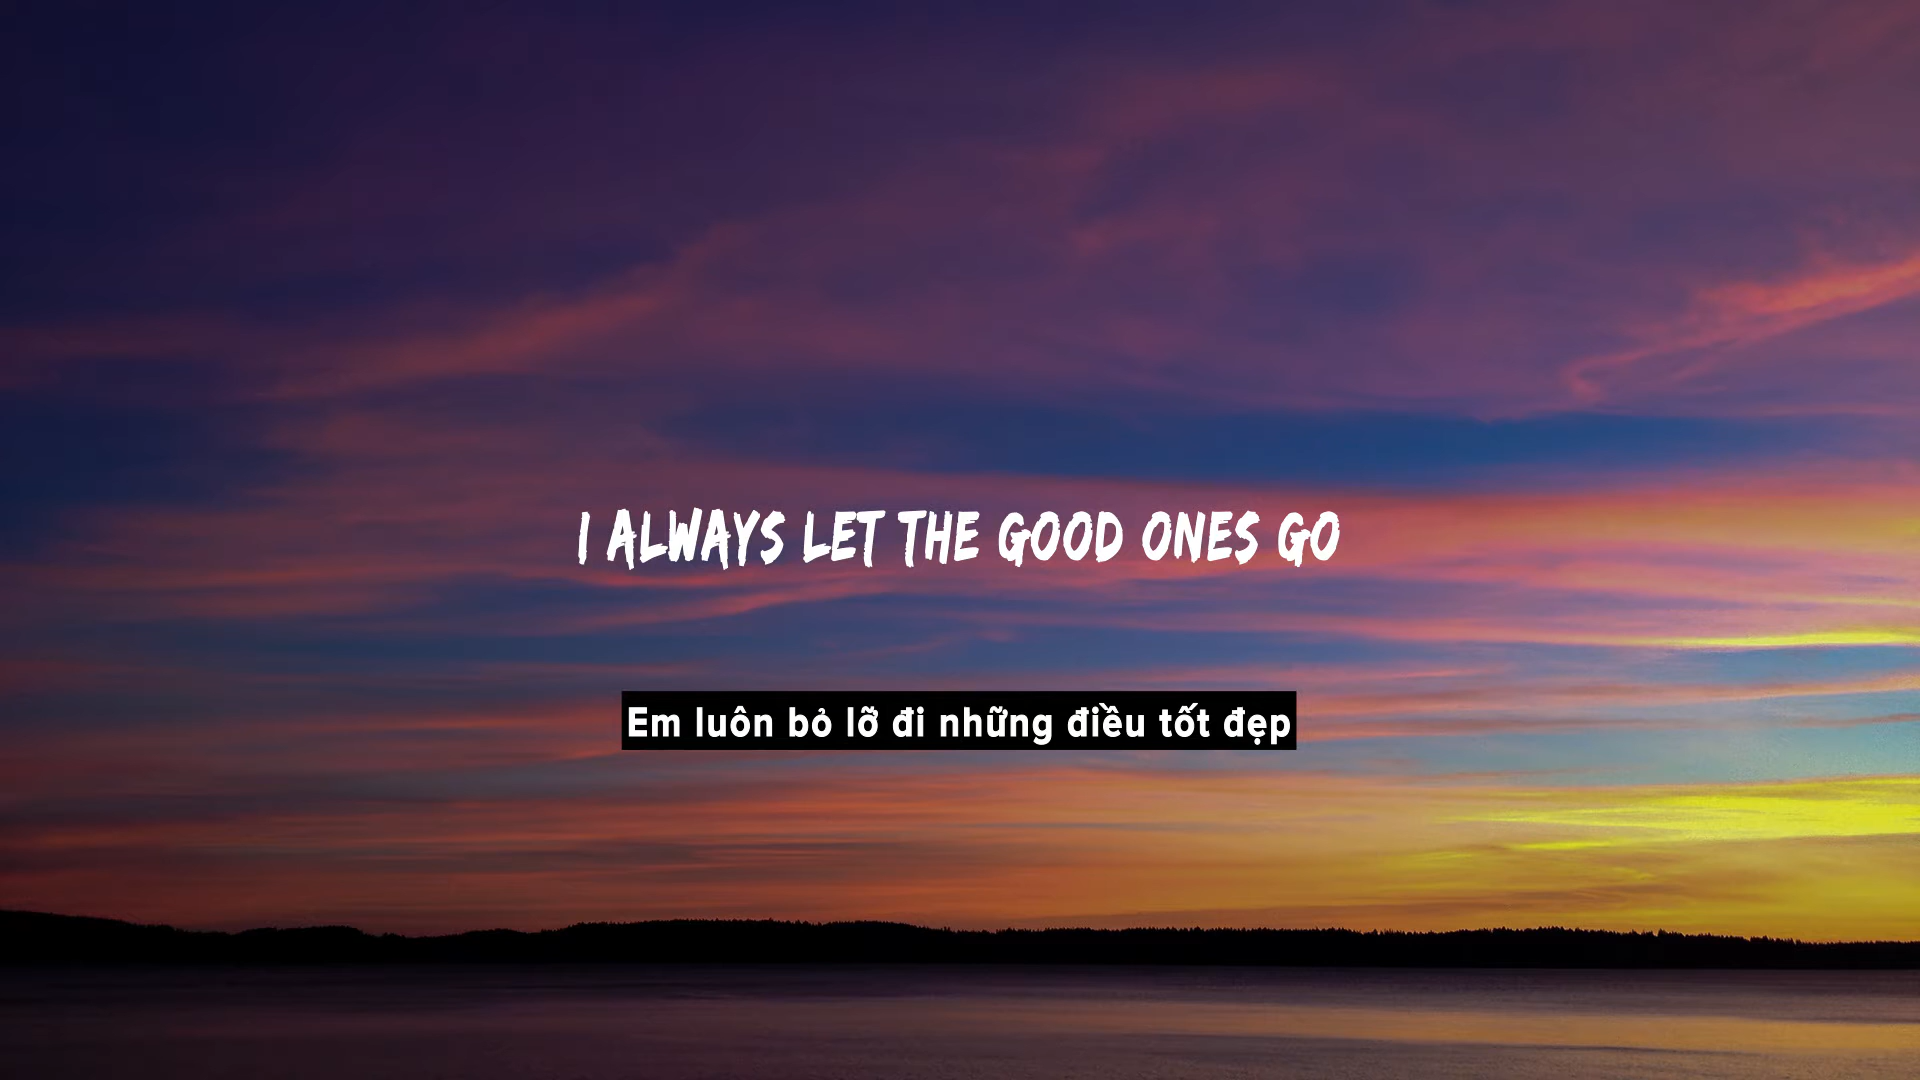 I ALWAYS LET THE GOOD ONES GO
Em luôn bỏ lỡ đi những điều tốt đẹp